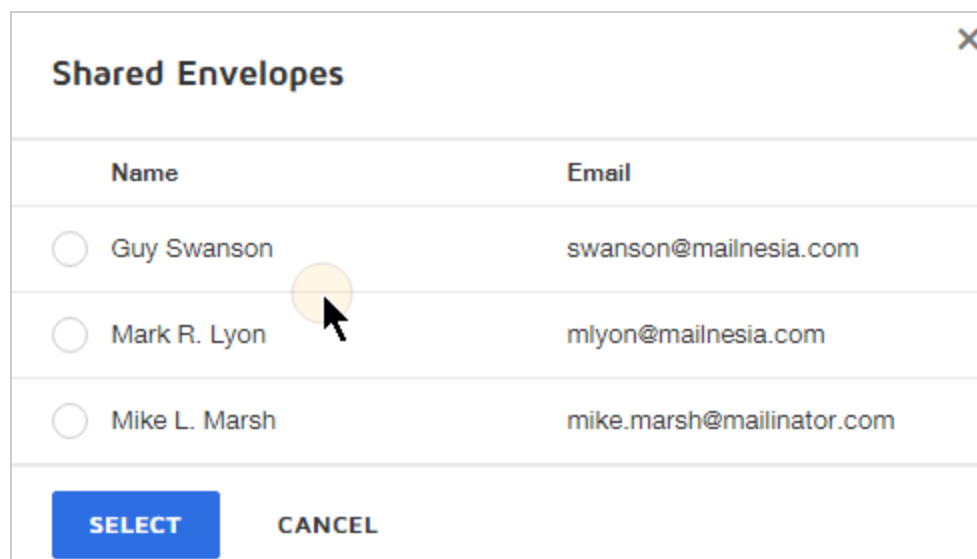 Shared Envelopes
Name Email
Guy Swanson swanson@mailnesia.com
Mark R. Lyon mlyon@mailnesia.com
Mike L. Marsh mike.marsh@mailinator.com
SELECT CANCEL